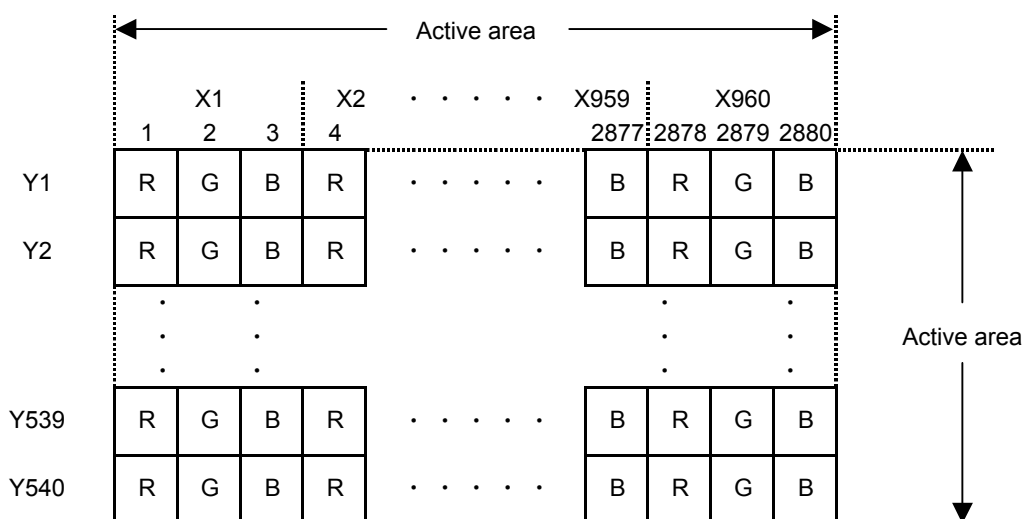 Active area
X1 X2 · · · · · X959 X960
1 2 3 4 2877 2878 2879 2880
Y1 R G B R · · · · · B R G B
Y2 R G B R · · · · · B R G B
· · · ·
· · · ·
Active area
· · · ·
Y539 R G B R · · · · · B R G B
Y540 R G B R · · · · · B R G B